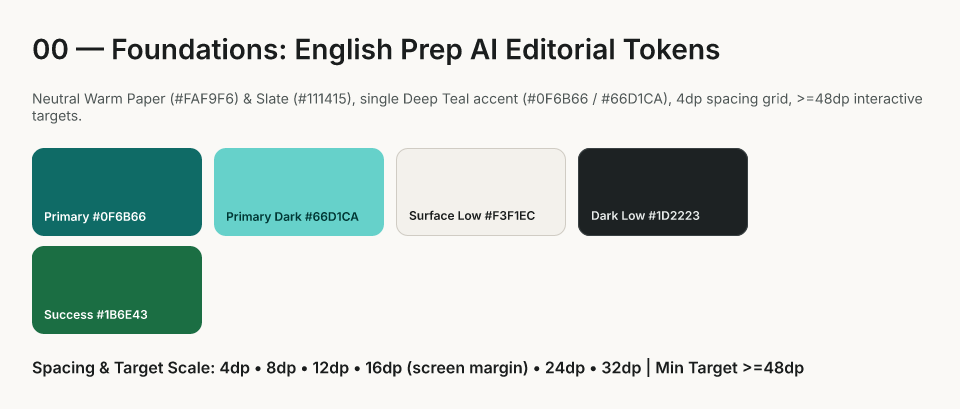 00 — Foundations: English Prep AI Editorial Tokens
Neutral Warm Paper (#FAF9F6) & Slate (#111415), single Deep Teal accent (#0F6B66 / #66D1CA), 4dp spacing grid, >=48dp interactive
targets.
Primary #0F6B66
Primary Dark #66D1CA
Surface Low #F3F1EC
Dark Low #1D2223
Success #1B6E43
Spacing & Target Scale: 4dp • 8dp • 12dp • 16dp (screen margin) • 24dp • 32dp | Min Target >=48dp